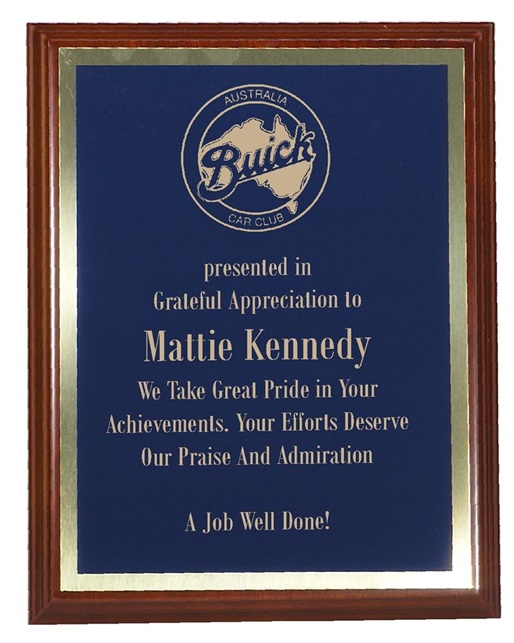 AUSTRALIA
Buick
CAR CLUB
presented in
Grateful Appreciation to
Mattie Kennedy
We Take Great Pride in Your
Achievements. Your Efforts Deserve
Our Praise And Admiration
A Job Well Done!